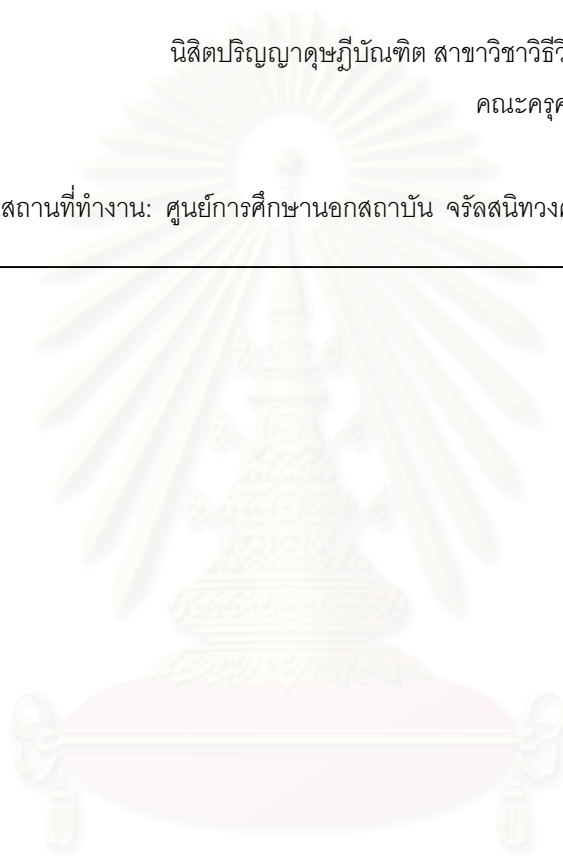 นิสิตปริญญาดุษฎีบัณฑิต สาขาวิชาวิธีวิ
คณะครุศ
สถานที่ทำงาน: ศูนย์การศึกษานอกสถาบัน จรัลสนิทวงศ